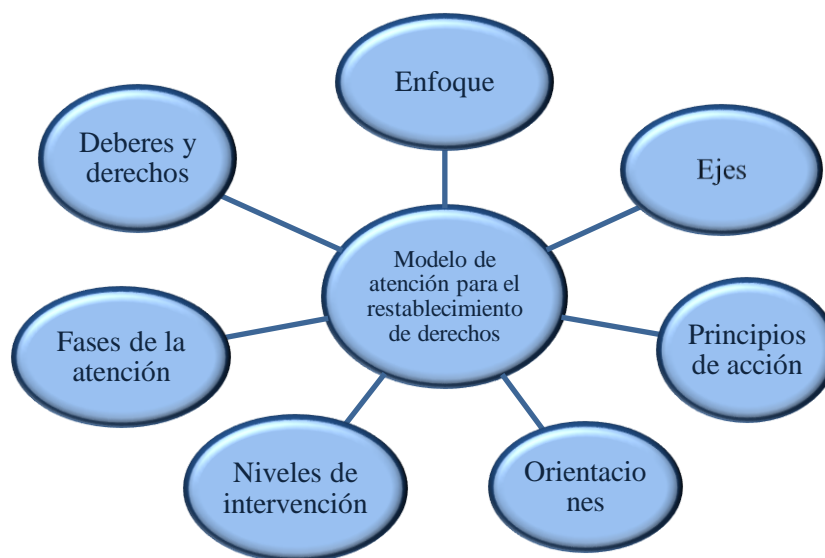 Enfoque
Deberes y
derechos
Ejes
Modelo de
atención para el
restablecimiento
de derechos
Fases de la
atención
Principios
de acción
Niveles de
intervención
Orientacio
nes